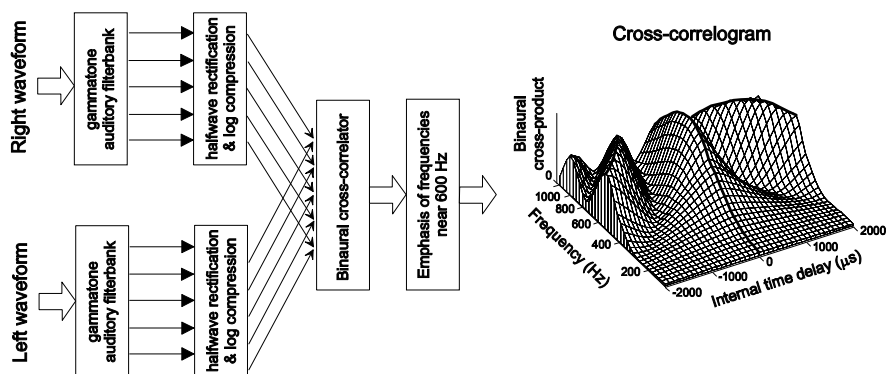 Right waveform
gammatone
auditory filterbank
halfwave rectification
& log compression
Left waveform
gammatone
auditory filterbank
halfwave rectification
& log compression
Binaural cross-correlator
Emphasis of frequencies
near 600 Hz
Cross-correlogram
Binaural
cross-product
0
1000
800
600
400
200
Frequency (Hz)
-2000
-1000
0
1000
2000
Internal time delay (μs)